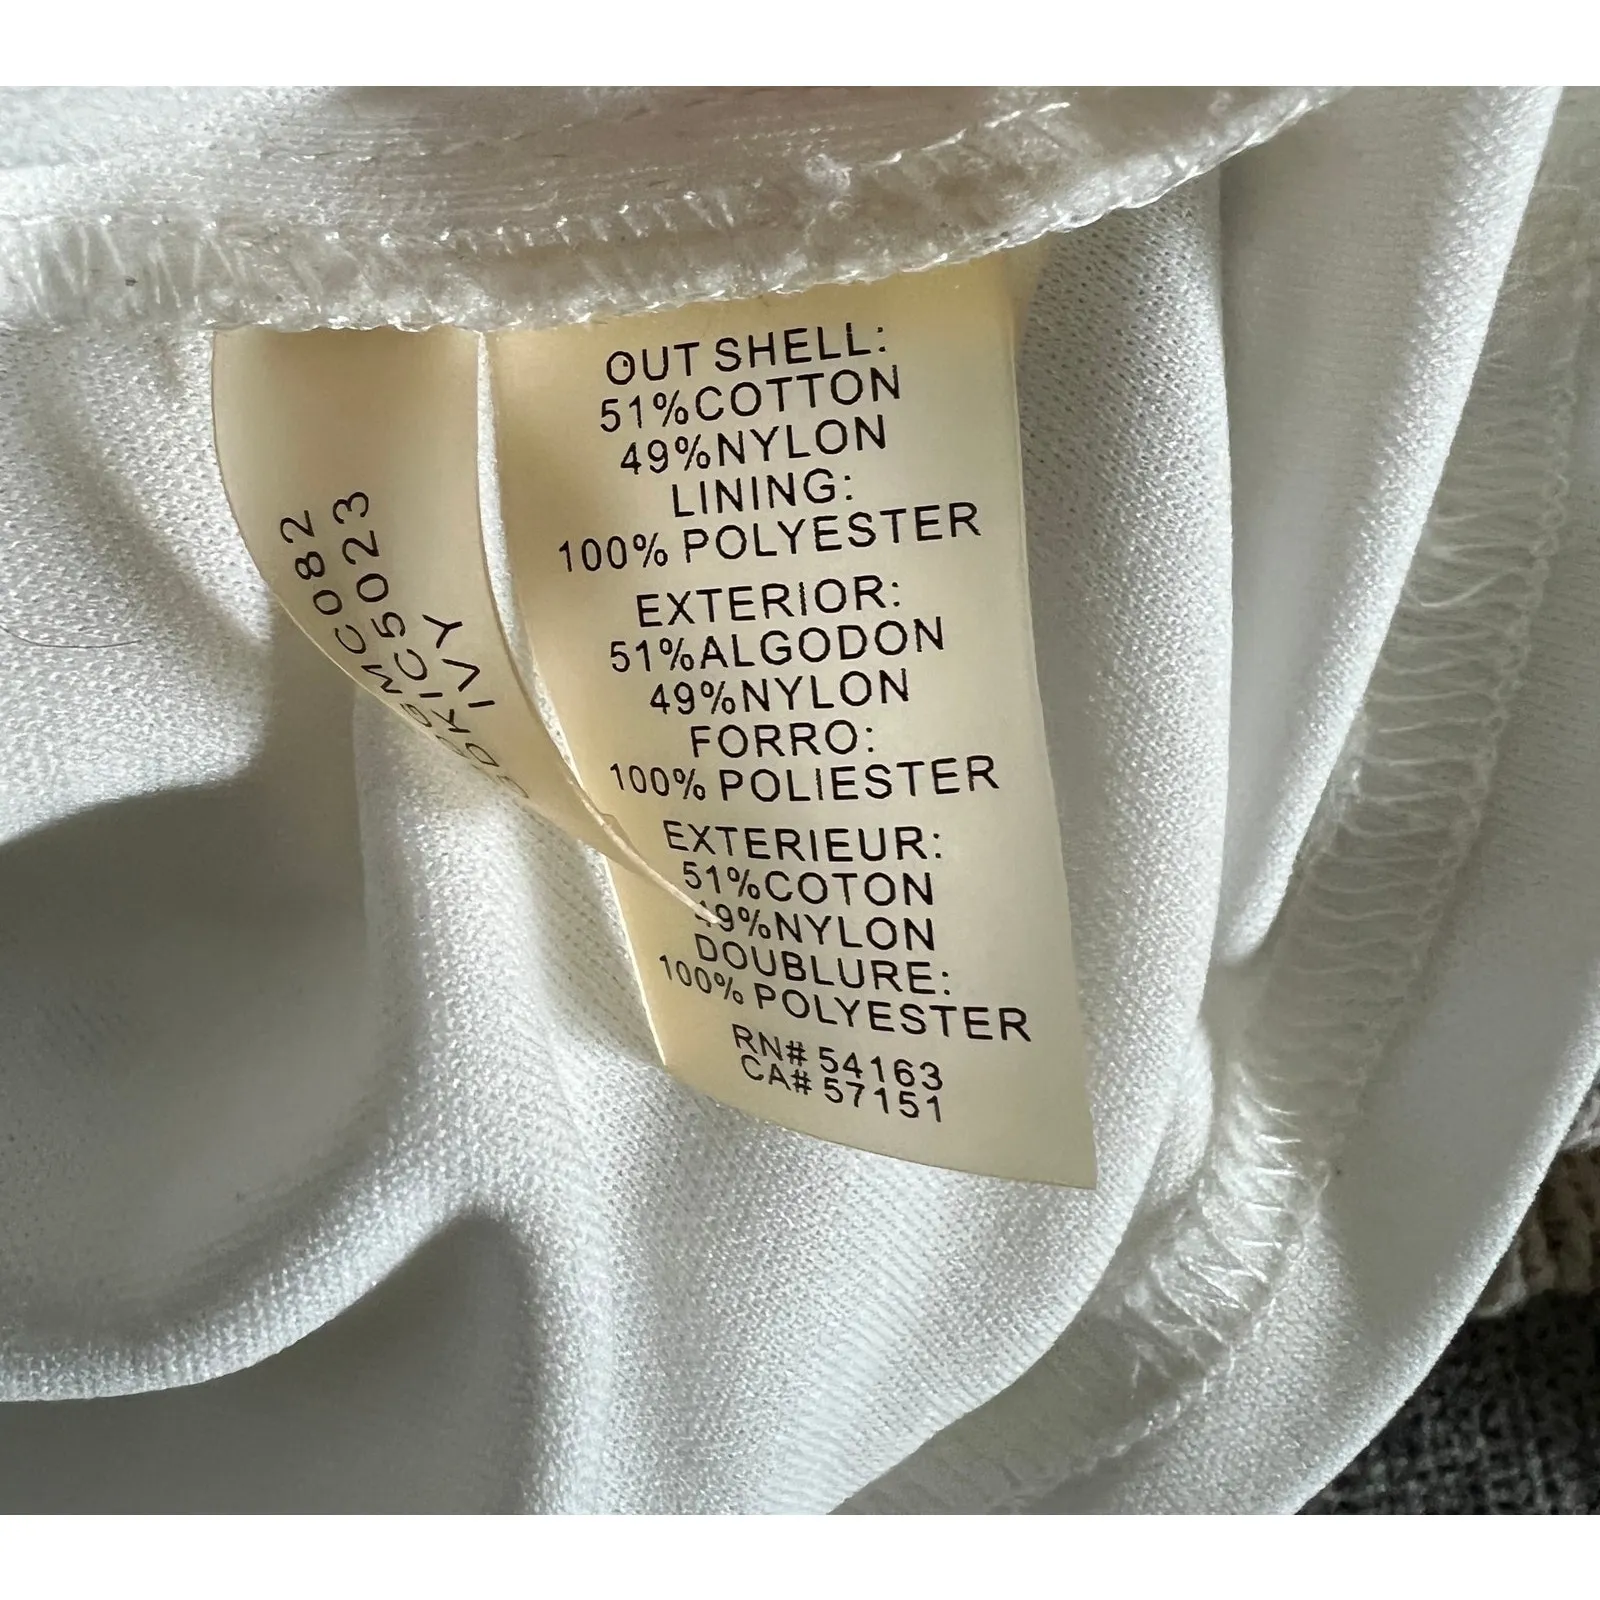 OUT SHELL:
51%COTTON
49%NYLON
LINING:
100% POLYESTER
EXTERIOR:
51%ALGODON
49%NYLON
FORRO:
100% POLIESTER
EXTERIEUR:
51%COTON
49%NYLON
DOUBLURE:
100% POLYESTER
RN# 54163
CA# 57151
IVY